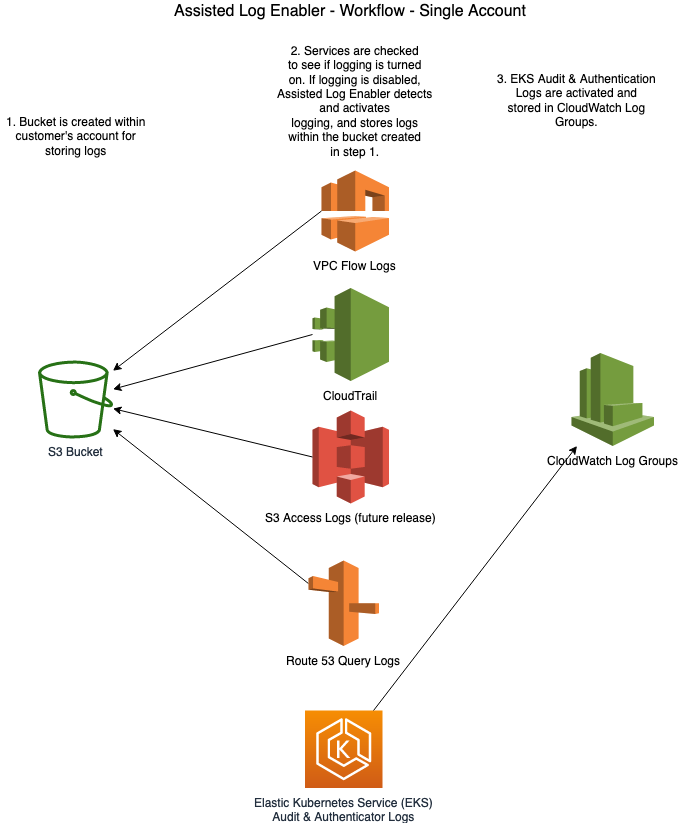 Assisted Log Enabler - Workflow - Single Account
1. Bucket is created within
customer's account for
storing logs
2. Services are checked
to see if logging is turned
on. If logging is disabled,
Assisted Log Enabler detects
and activates
logging, and stores logs
within the bucket created
in step 1.
3. EKS Audit & Authentication
Logs are activated and
stored in CloudWatch Log
Groups.
VPC Flow Logs
CloudTrail
S3 Bucket
CloudWatch Log Groups
S3 Access Logs (future release)
Route 53 Query Logs
K
Elastic Kubernetes Service (EKS)
Audit & Authenticator Logs